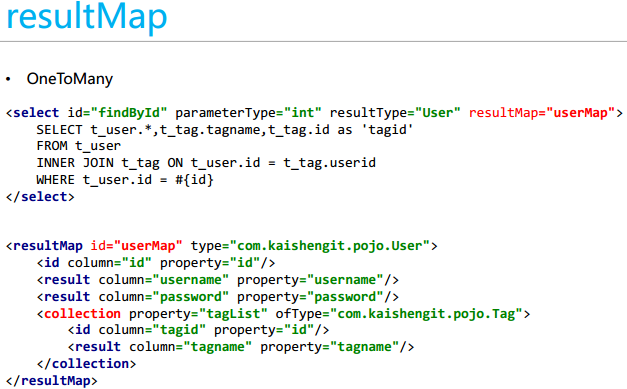 resultMap
• OneToMany
<select id="findById" parameterType="int" resultType="User" resultMap="userMap">
    SELECT t_user.*,t_tag.tagname,t_tag.id as 'tagid'
    FROM t_user
    INNER JOIN t_tag ON t_user.id = t_tag.userid
    WHERE t_user.id = #{id}
</select>
<resultMap id="userMap" type="com.kaishengit.pojo.User">
    <id column="id" property="id"/>
    <result column="username" property="username"/>
    <result column="password" property="password"/>
    <collection property="tagList" ofType="com.kaishengit.pojo.Tag">
        <id column="tagid" property="id"/>
        <result column="tagname" property="tagname"/>
    </collection>
</resultMap>